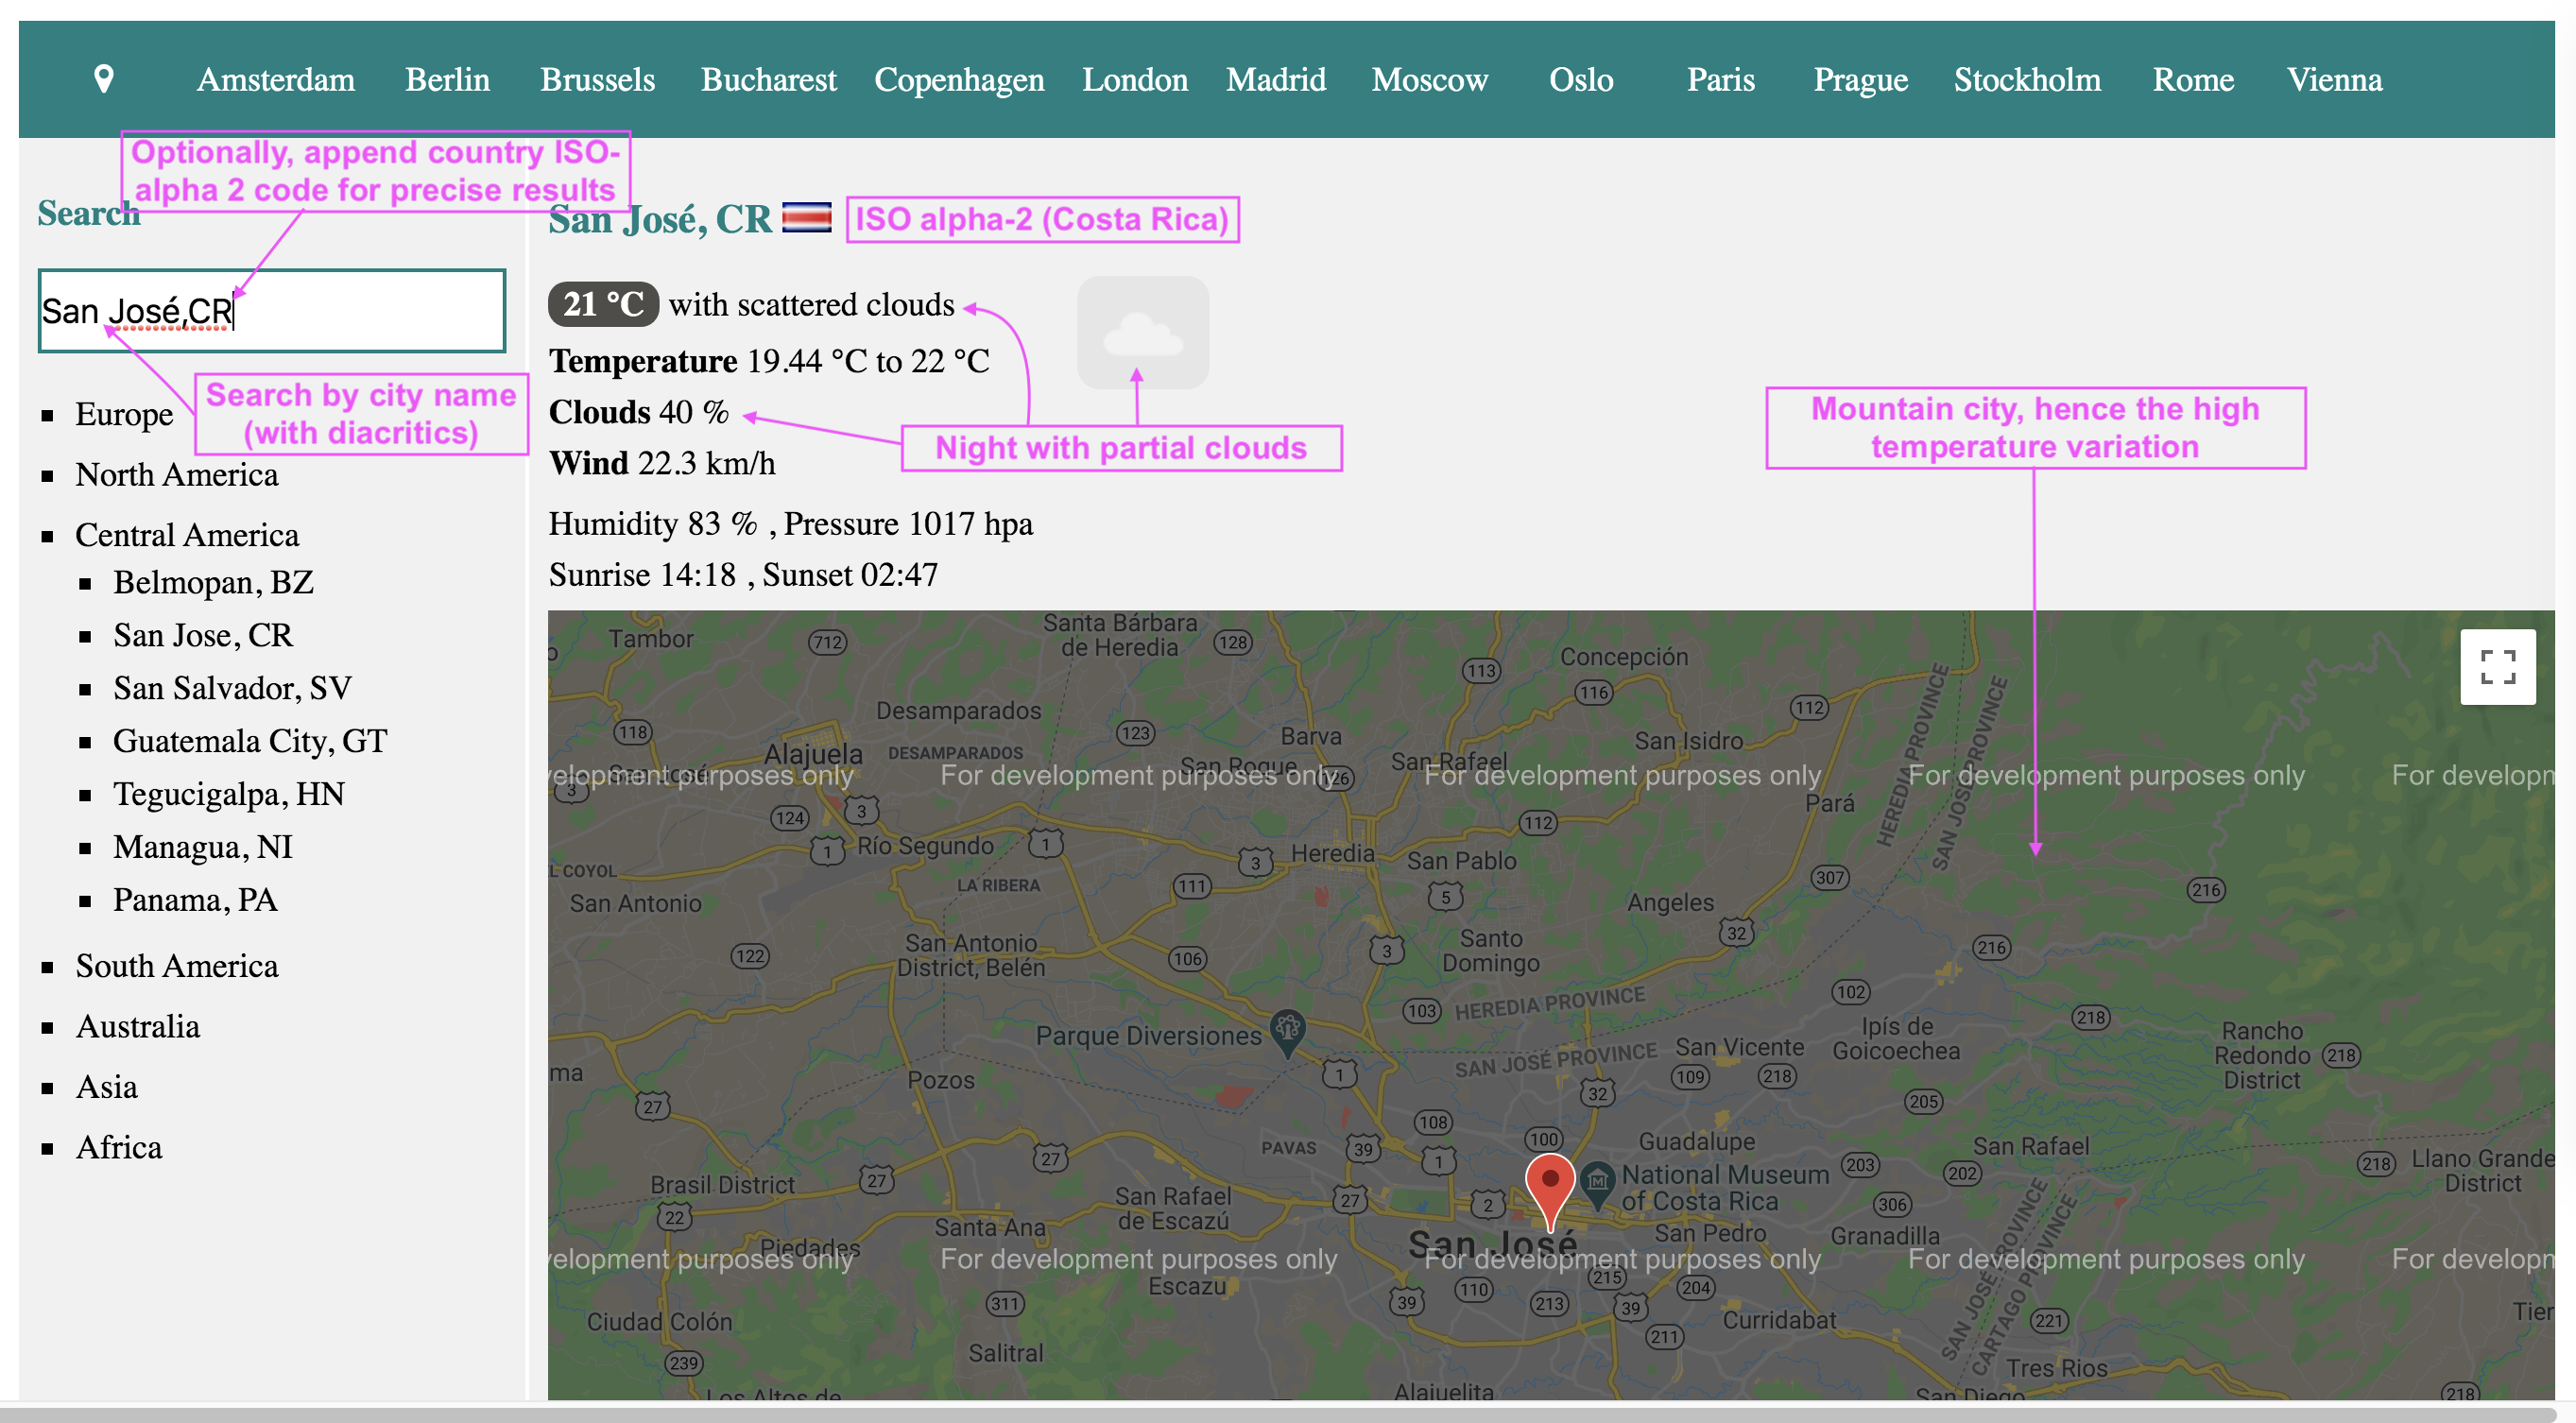 Amsterdam Berlin Brussels Bucharest Copenhagen London Madrid Moscow Oslo Paris Prague Stockholm Rome Vienna
Optionally, append country ISO-
alpha 2 code for precise results
Search
San José,CR
Search by city name
(with diacritics)
Europe
North America
Central America
Belmopan, BZ
San Jose, CR
San Salvador, SV
Guatemala City, GT
Tegucigalpa, HN
Managua, NI
Panama, PA
South America
Australia
Asia
Africa
San José, CR
ISO alpha-2 (Costa Rica)
21 °C with scattered clouds
Temperature 19.44 °C to 22 °C
Clouds 40 %
Night with partial clouds
Wind 22.3 km/h
Humidity 83 % , Pressure 1017 hpa
Sunrise 14:18 , Sunset 02:47
Mountain city, hence the high
temperature variation
Tambor
712
Santa Bárbara
de Heredia
128
Concepción
113
116
112
HEREDIA PROVINCE
SAN JOSÉ PROVINCE
Desamparados
118
123
Barva
San Isidro
Alajuela
DESAMPARADOS
San Roque
San Rafael
San José
velopment purposes only
For development purposes only
For development purposes only
For development purposes only
For developm
3
126
Pará
124
3
112
1
Río Segundo
1
3
Heredia
San Pablo
L COYOL
LA RIBERA
111
5
307
216
San Antonio
Angeles
32
122
San Antonio
District, Belén
106
3
Santo
Domingo
216
102
103
HEREDIA PROVINCE
218
Parque Diversiones
Ipís de
Goicoechea
Rancho
Redondo
District
218
SAN JOSÉ PROVINCE
San Vicente
ma
Pozos
1
109
218
27
32
205
108
100
Guadalupe
PAVAS
39
1
San Rafael
27
203
202
218
Llano Grande
District
Brasil District
27
National Museum
of Costa Rica
San Rafael
de Escazú
27
2
306
22
Santa Ana
San Pedro
Granadilla
Piedades
San José
velopment purposes only
For development purposes only
For development purposes only
For development purposes only
For developm
Escazu
215
204
110
311
39
213
39
SAN JOSÉ PROVINCE
CARTAGO PROVINCE
Ciudad Colón
Curridabat
221
Tier
211
Salitral
239
Tres Rios
Los Altos de
Alajuelita
San Diego
218